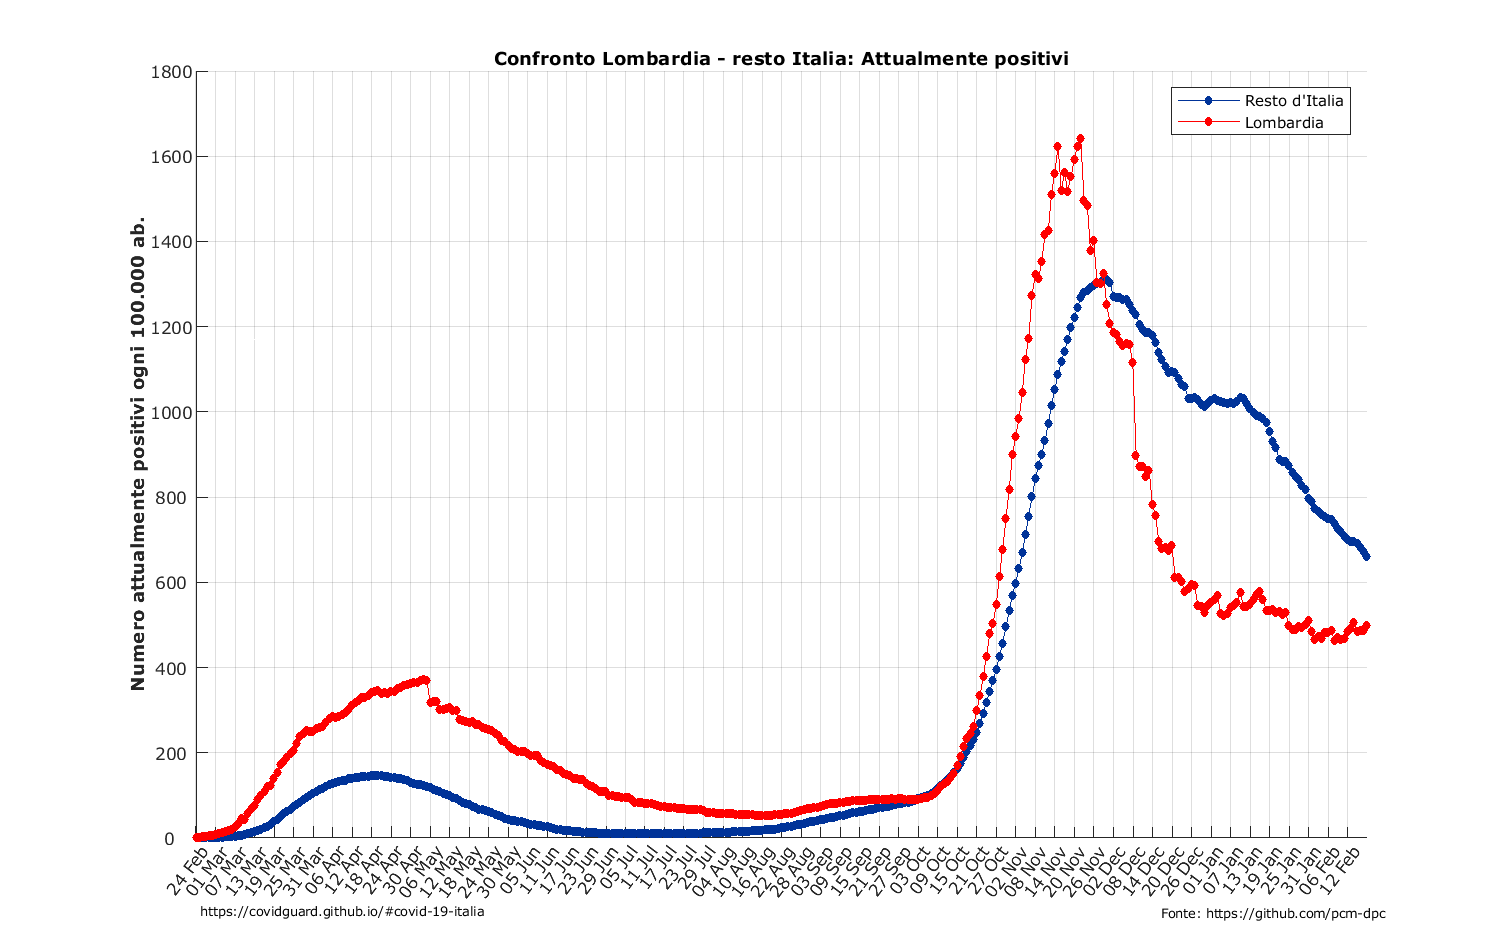 Confronto Lombardia - resto Italia: Attualmente positivi
Resto d'Italia
Lombardia
Numero attualmente positivi ogni 100.000 ab.
1800
1600
1400
1200
1000
800
600
400
200
0
24 Feb
01 Mar
07 Mar
13 Mar
19 Mar
25 Mar
31 Mar
06 Apr
12 Apr
18 Apr
24 Apr
30 Apr
06 May
12 May
18 May
24 May
30 May
05 Jun
11 Jun
17 Jun
23 Jun
29 Jun
05 Jul
11 Jul
17 Jul
23 Jul
29 Jul
04 Aug
10 Aug
16 Aug
22 Aug
28 Aug
03 Sep
09 Sep
15 Sep
21 Sep
27 Sep
03 Oct
09 Oct
15 Oct
21 Oct
27 Oct
02 Nov
08 Nov
14 Nov
20 Nov
26 Nov
02 Dec
08 Dec
14 Dec
20 Dec
26 Dec
01 Jan
07 Jan
13 Jan
19 Jan
25 Jan
31 Jan
06 Feb
12 Feb
https://covidguard.github.io/#covid-19-italia
Fonte: https://github.com/pcm-dpc